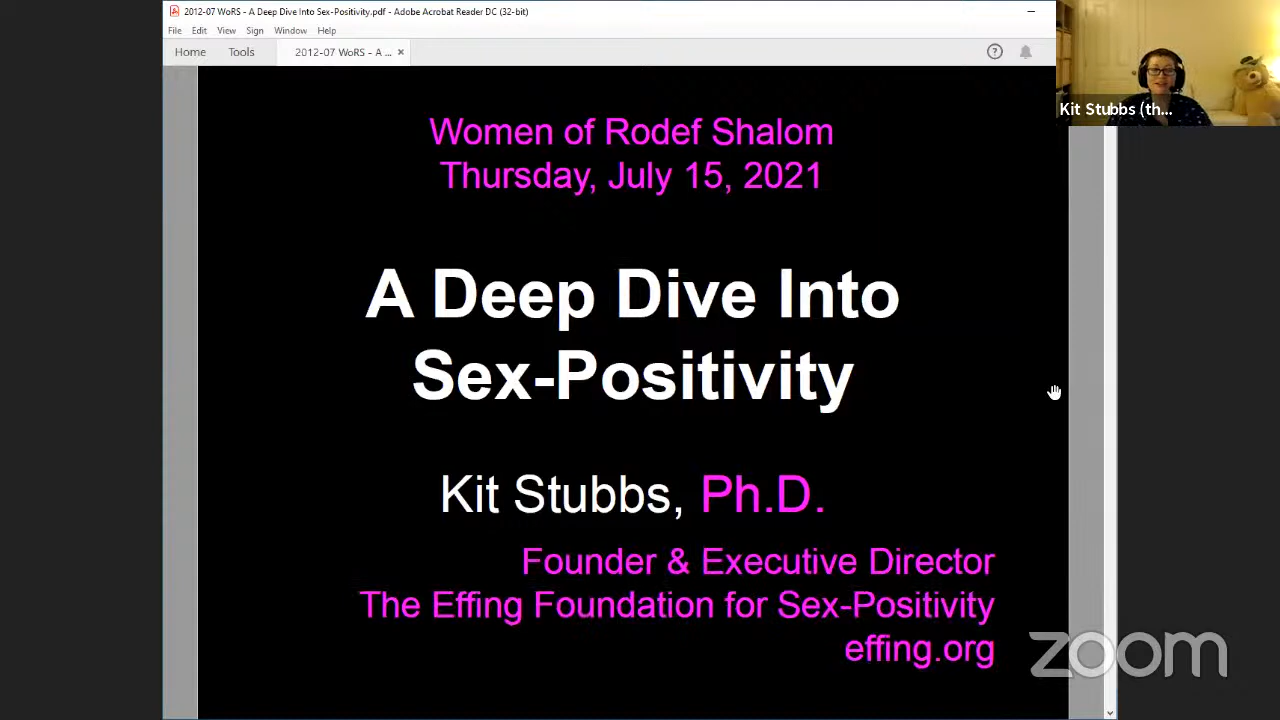 2012-07 WoRS - A Deep Dive Into Sex-Positivity.pdf - Adobe Acrobat Reader DC (32-bit)
File Edit View Sign Window Help
Home Tools 2012-07 WoRS - A ... ×
Kit Stubbs (th...
Women of Rodef Shalom
Thursday, July 15, 2021
A Deep Dive Into
Sex-Positivity
Kit Stubbs, Ph.D.
Founder & Executive Director
The Effing Foundation for Sex-Positivity
effing.org
zoom